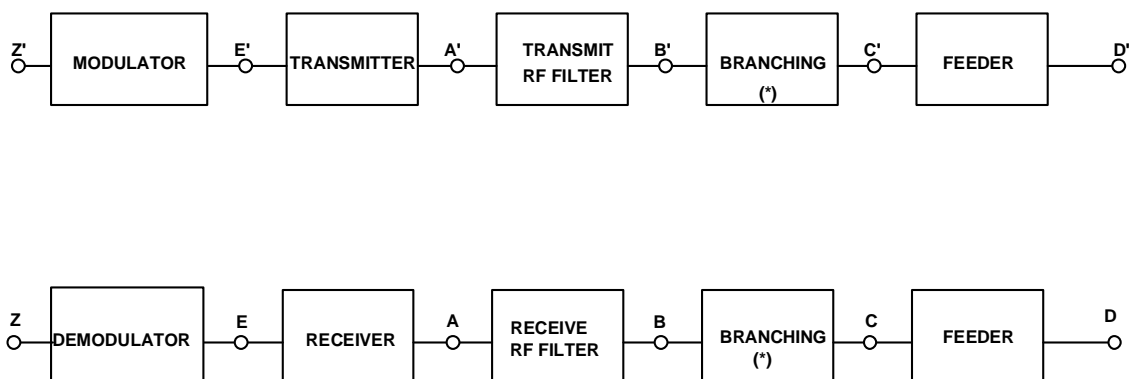 Z' MODULATOR E' TRANSMITTER A' TRANSMIT RF FILTER B' BRANCHING (*) C' FEEDER D'
Z DEMODULATOR E RECEIVER A RECEIVE RF FILTER B BRANCHING (*) C FEEDER D